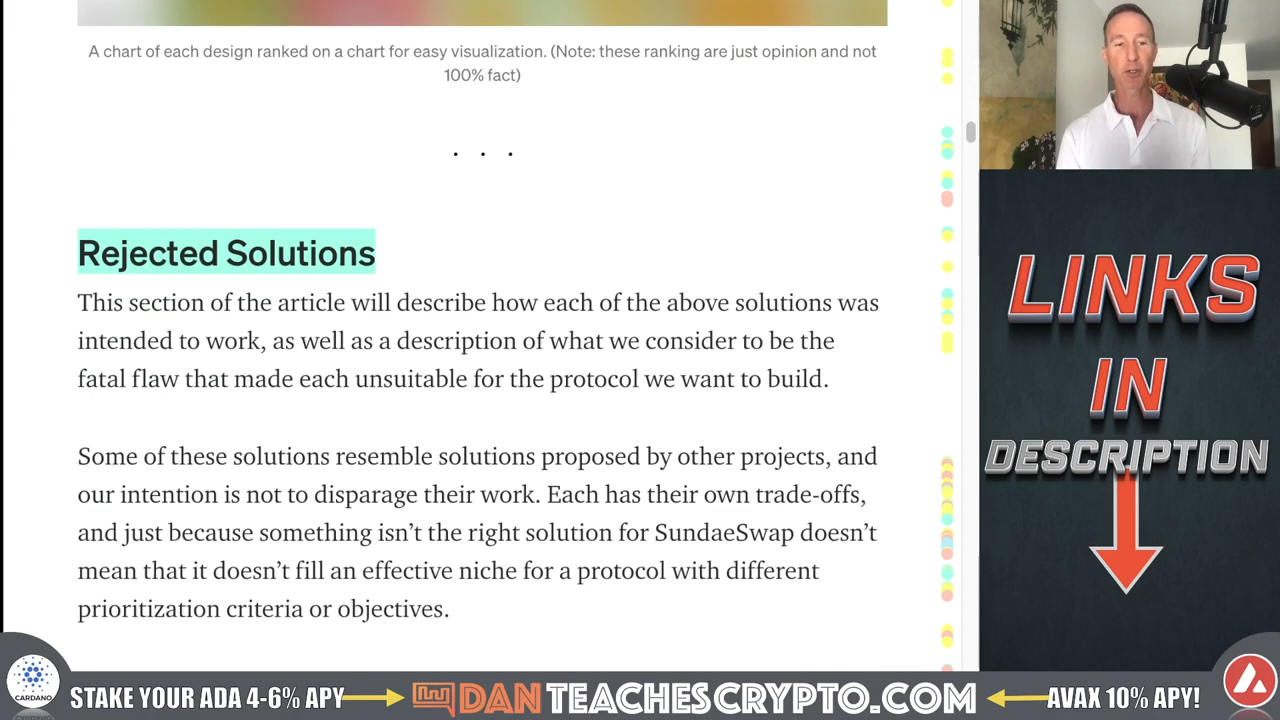 A chart of each design ranked on a chart for easy visualization. (Note: these ranking are just opinion and not
100% fact)
. . .
Rejected Solutions
This section of the article will describe how each of the above solutions was
intended to work, as well as a description of what we consider to be the
fatal flaw that made each unsuitable for the protocol we want to build.
Some of these solutions resemble solutions proposed by other projects, and
our intention is not to disparage their work. Each has their own trade-offs,
and just because something isn’t the right solution for SundaeSwap doesn’t
mean that it doesn’t fill an effective niche for a protocol with different
prioritization criteria or objectives.
LINKS
IN
DESCRIPTION
CARDANO
STAKE YOUR ADA 4-6% APY
DANTEACHESCRYPTO.COM
AVAX 10% APY!